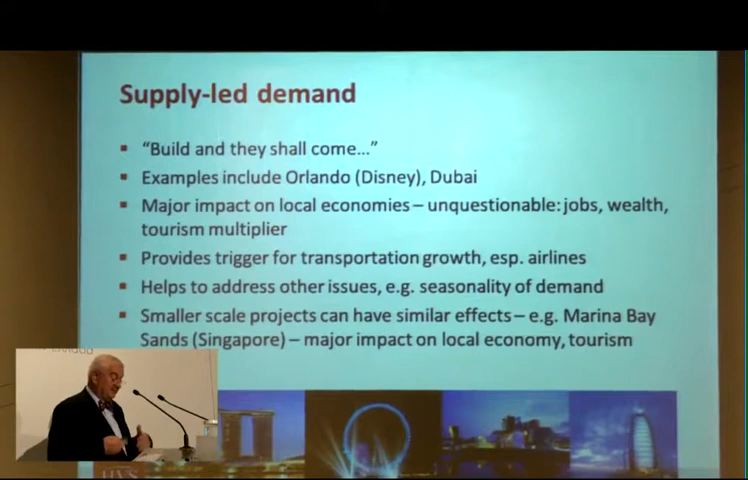 Supply-led demand
▪ “Build and they shall come...”
▪ Examples include Orlando (Disney), Dubai
▪ Major impact on local economies – unquestionable: jobs, wealth,
tourism multiplier
▪ Provides trigger for transportation growth, esp. airlines
▪ Helps to address other issues, e.g. seasonality of demand
▪ Smaller scale projects can have similar effects – e.g. Marina Bay
Sands (Singapore) – major impact on local economy, tourism
HVS